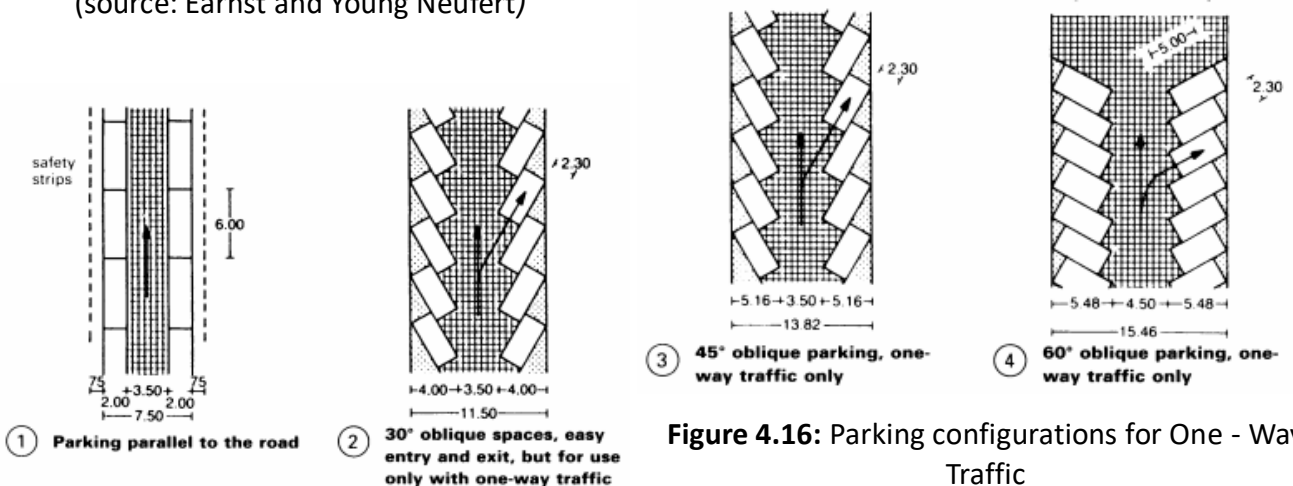 (source: Earnst and Young Neufert)
safety
strips
6.00
75
+3.50+
75
2.00
2.00
7.50
1
Parking parallel to the road
2.30
4.00
3.50
4.00
11.50
2
30° oblique spaces, easy
entry and exit, but for use
only with one-way traffic
2.30
5.16
3.50
5.16
13.82
3
45° oblique parking, one-
way traffic only
5.00
2.30
5.48
4.50
5.48
15.46
4
60° oblique parking, one-
way traffic only
Figure 4.16: Parking configurations for One - Way
Traffic